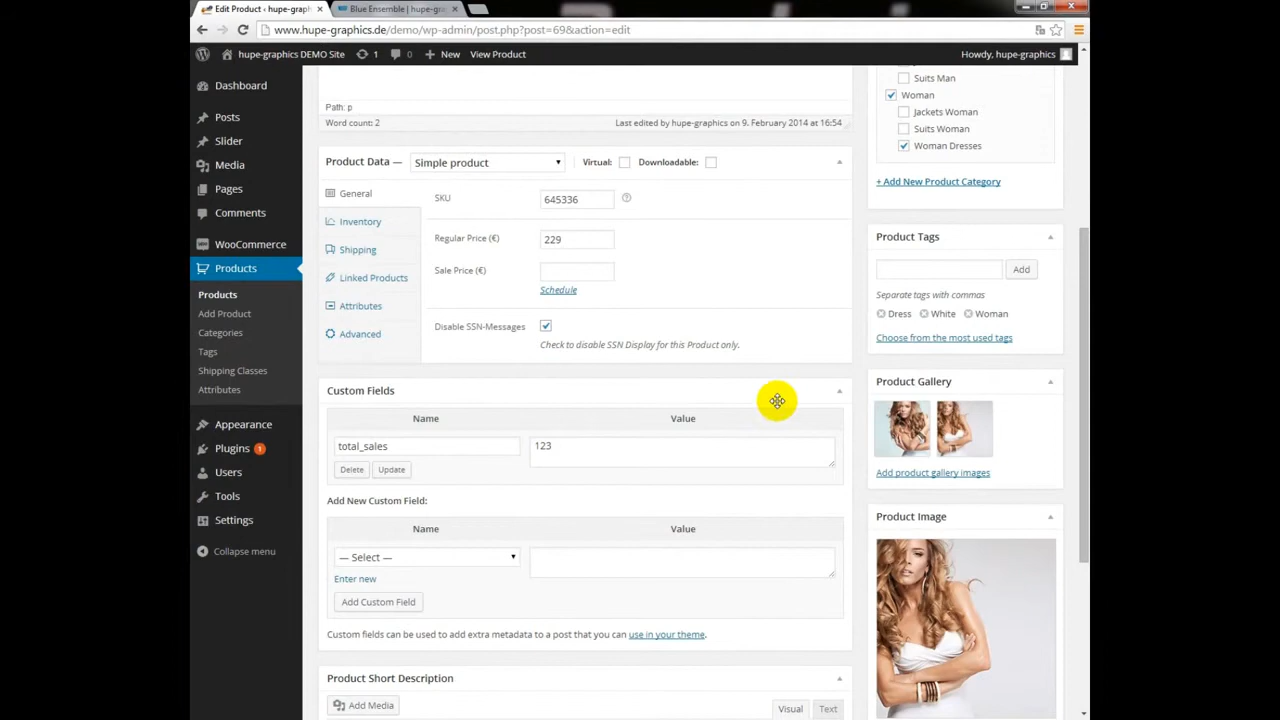 Edit Product ‹ hupe-graph
Blue Ensemble | hupe-gra
www.hupe-graphics.de/demo/wp-admin/post.php?post=69&action=edit
hupe-graphics DEMO Site 1 0 New View Product Howdy, hupe-graphics
Dashboard
Posts
Slider
Media
Pages
Comments
WooCommerce
Products
Products
Add Product
Categories
Tags
Shipping Classes
Attributes
Appearance
Plugins 1
Users
Tools
Settings
Collapse menu
Path: p
Word count: 2 Last edited by hupe-graphics on 9. February 2014 at 16:54
Product Data — Simple product Virtual: Downloadable:
General
Inventory
Shipping
Linked Products
Attributes
Advanced
SKU 645336
Regular Price (€) 229
Sale Price (€)
Schedule
Disable SSN-Messages
Check to disable SSN Display for this Product only.
Custom Fields
Name Value
total_sales 123
Delete Update
Add New Custom Field:
Name Value
— Select —
Enter new
Add Custom Field
Custom fields can be used to add extra metadata to a post that you can use in your theme.
Product Short Description
Add Media Visual Text
Suits Man
Woman
Jackets Woman
Suits Woman
Woman Dresses
+ Add New Product Category
Product Tags
Add
Separate tags with commas
Dress White Woman
Choose from the most used tags
Product Gallery
Add product gallery images
Product Image